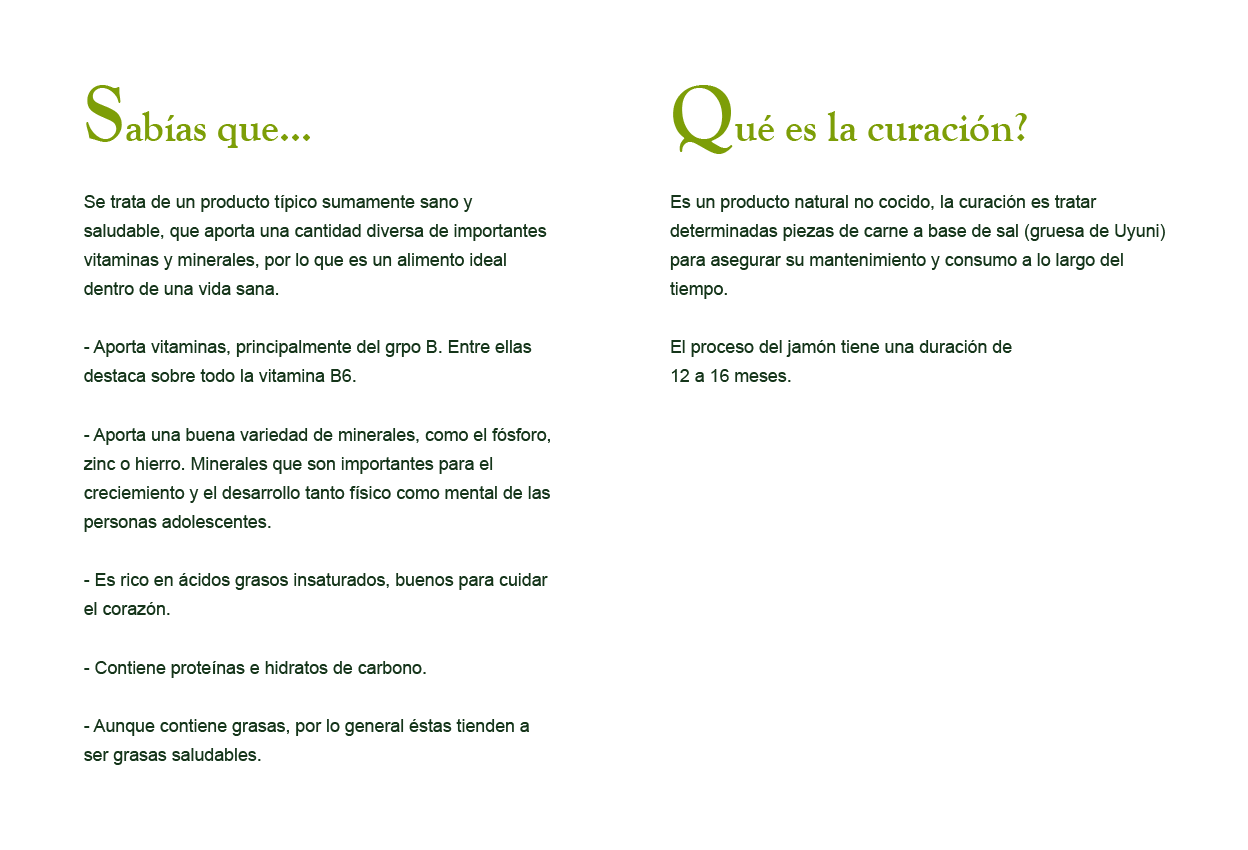 Sabías que...
Se trata de un producto típico sumamente sano y
saludable, que aporta una cantidad diversa de importantes
vitaminas y minerales, por lo que es un alimento ideal
dentro de una vida sana.
- Aporta vitaminas, principalmente del grpo B. Entre ellas
destaca sobre todo la vitamina B6.
- Aporta una buena variedad de minerales, como el fósforo,
zinc o hierro. Minerales que son importantes para el
creciemiento y el desarrollo tanto físico como mental de las
personas adolescentes.
- Es rico en ácidos grasos insaturados, buenos para cuidar
el corazón.
- Contiene proteínas e hidratos de carbono.
- Aunque contiene grasas, por lo general éstas tienden a
ser grasas saludables.
Qué es la curación?
Es un producto natural no cocido, la curación es tratar
determinadas piezas de carne a base de sal (gruesa de Uyuni)
para asegurar su mantenimiento y consumo a lo largo del
tiempo.
El proceso del jamón tiene una duración de
12 a 16 meses.